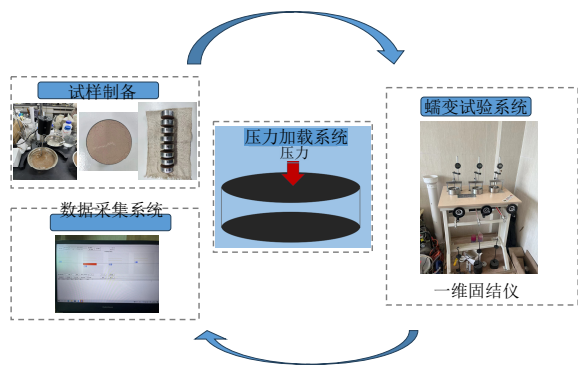 试样制备
数据采集系统
压力加载系统
压力
蠕变试验系统
一维固结仪